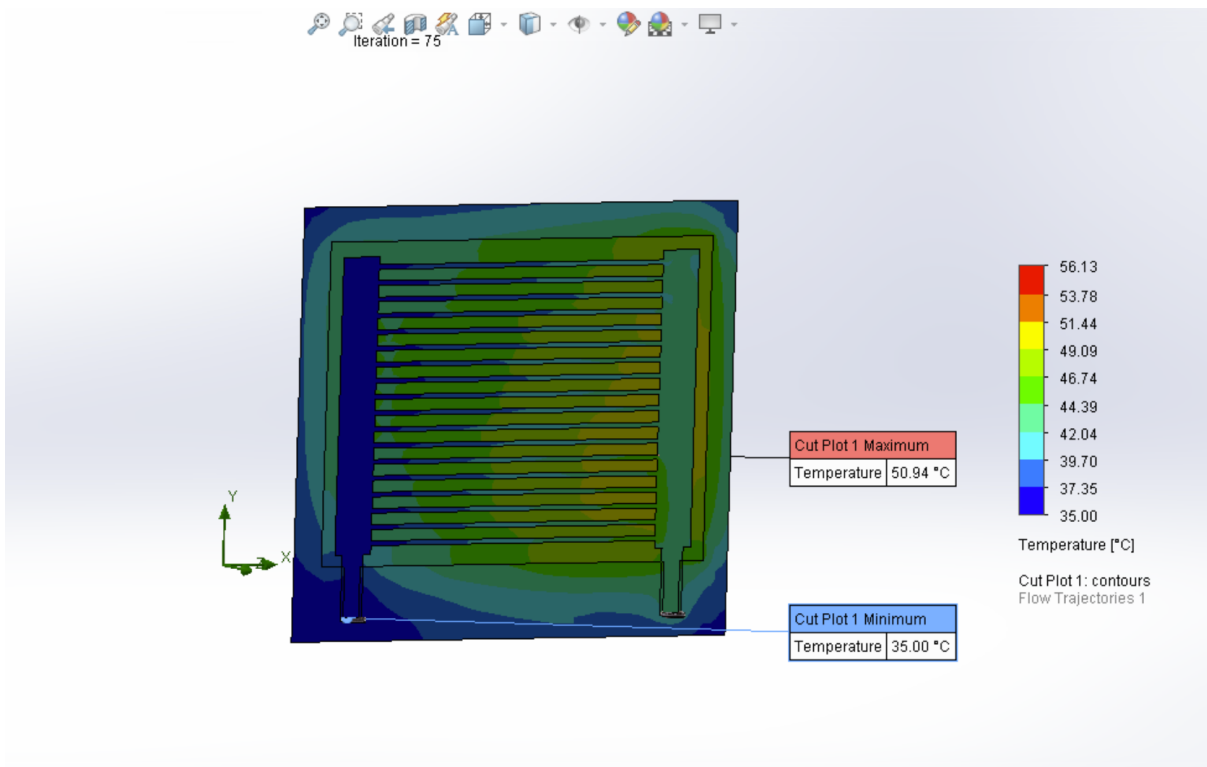 Iteration = 75
56.13
53.78
51.44
49.09
46.74
44.39
42.04
39.70
37.35
35.00
Temperature [°C]
Cut Plot 1: contours
Flow Trajectories 1
Cut Plot 1 Maximum
Temperature 50.94 °C
Cut Plot 1 Minimum
Temperature 35.00 °C
Y
X